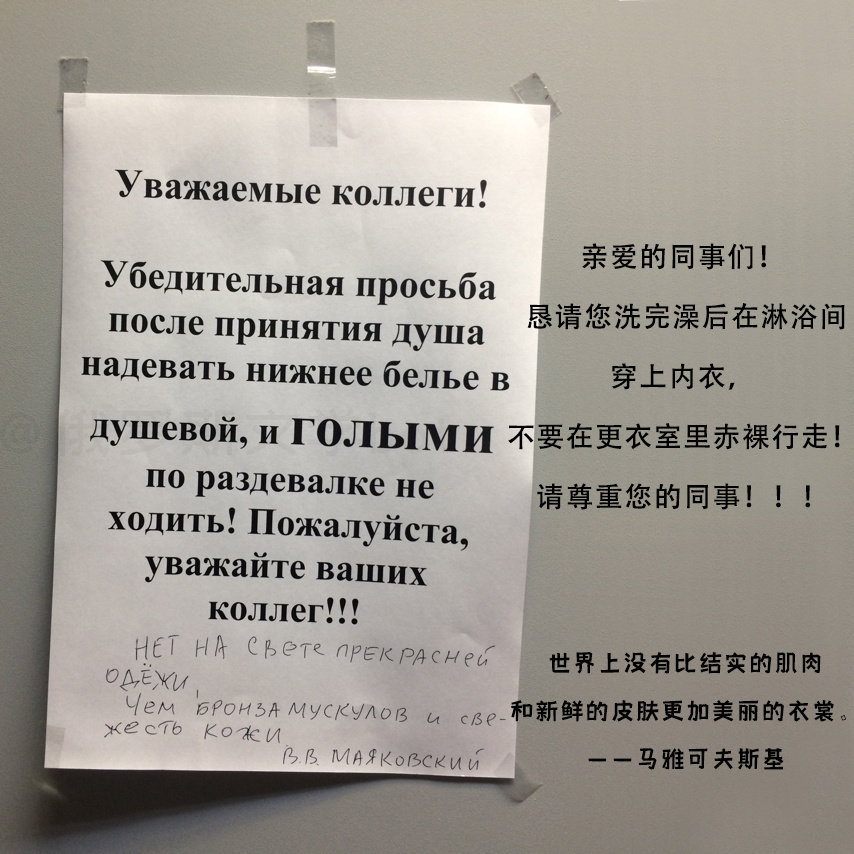 Уважаемые коллеги!
Убедительная просьба
после принятия душа
надевать нижнее белье в
душевой, и голыми
по раздевалке не
ходить! Пожалуйста,
уважайте ваших
коллег!!!
НЕТ НА СВЕТЕ ПРЕКРАСНЕЙ
ОДЁЖИ,
ЧЕМ БРОНЗА МУСКУЛОВ И СВЕ-
ЖЕСТЬ КОЖИ
В.В. МАЯКОВСКИЙ
亲爱的同事们！
恳请您洗完澡后在淋浴间
穿上内衣，
不要在更衣室里赤裸行走！
请尊重您的同事！！！
世界上没有比结实的肌肉
和新鲜的皮肤更加美丽的衣裳。
——马雅可夫斯基